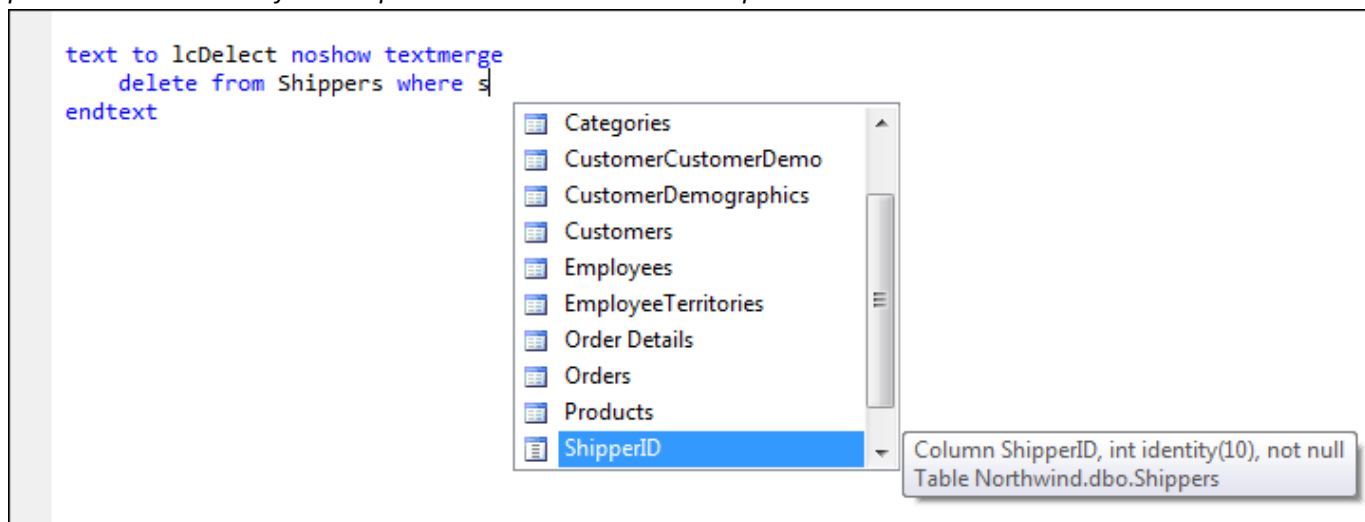 text to lcDelect noshow textmerge
delete from Shippers where s
endtext
Categories
CustomerCustomerDemo
CustomerDemographics
Customers
Employees
EmployeeTerritories
Order Details
Orders
Products
ShipperID
Column ShipperID, int identity(10), not null
Table Northwind.dbo.Shippers